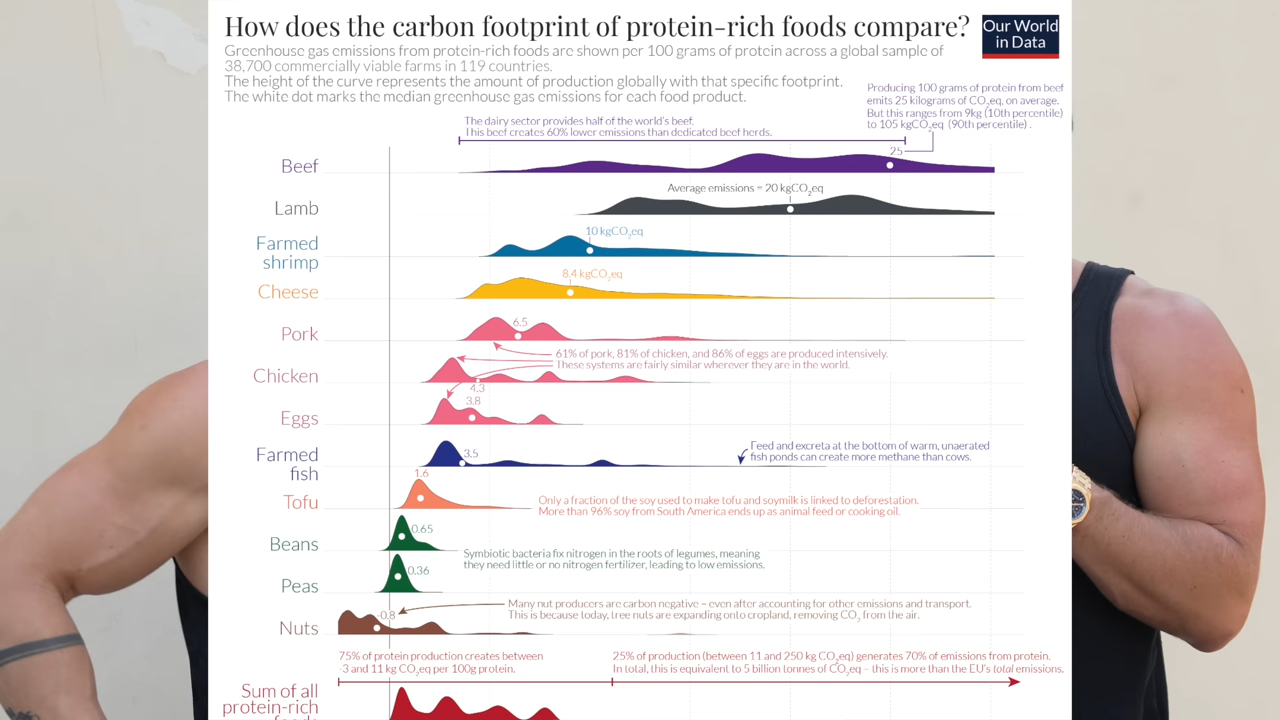 How does the carbon footprint of protein-rich foods compare?
Our World
in Data
Greenhouse gas emissions from protein-rich foods are shown per 100 grams of protein across a global sample of
38,700 commercially viable farms in 119 countries.
The height of the curve represents the amount of production globally with that specific footprint.
The white dot marks the median greenhouse gas emissions for each food product.
Producing 100 grams of protein from beef
emits 25 kilograms of CO₂eq, on average.
But this ranges from 9kg (10th percentile)
to 105 kgCO₂eq (90th percentile).
The dairy sector provides half of the world's beef.
This beef creates 60% lower emissions than dedicated beef herds.
Beef
25
Lamb
Average emissions = 20 kgCO₂eq
Farmed
shrimp
10 kgCO₂eq
Cheese
8.4 kgCO₂eq
Pork
6.5
61% of pork, 81% of chicken, and 86% of eggs are produced intensively.
These systems are fairly similar wherever they are in the world.
Chicken
4.3
Eggs
3.8
Farmed
fish
3.5
Feed and excreta at the bottom of warm, unaerated
fish ponds can create more methane than cows.
Tofu
1.6
Only a fraction of the soy used to make tofu and soymilk is linked to deforestation.
More than 96% soy from South America ends up as animal feed or cooking oil.
Beans
0.65
Symbiotic bacteria fix nitrogen in the roots of legumes, meaning
they need little or no nitrogen fertilizer, leading to low emissions.
Peas
0.36
Nuts
-0.8
Many nut producers are carbon negative – even after accounting for other emissions and transport.
This is because today, tree nuts are expanding onto cropland, removing CO₂ from the air.
75% of protein production creates between
-3 and 11 kg CO₂eq per 100g protein.
25% of production (between 11 and 250 kg CO₂eq) generates 70% of emissions from protein.
In total, this is equivalent to 5 billion tonnes of CO₂eq – this is more than the EU's total emissions.
Sum of all
protein-rich